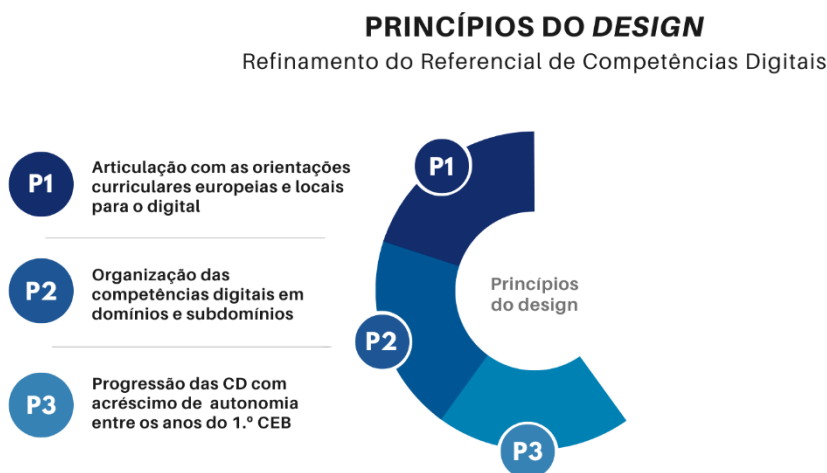 PRINCÍPIOS DO DESIGN
Refinamento do Referencial de Competências Digitais
P1
Articulação com as orientações
curriculares europeias e locais
para o digital
P2
Organização das
competências digitais em
domínios e subdomínios
P3
Progressão das CD com
acréscimo de autonomia
entre os anos do 1.º CEB
P1
P2
P3
Princípios
do design